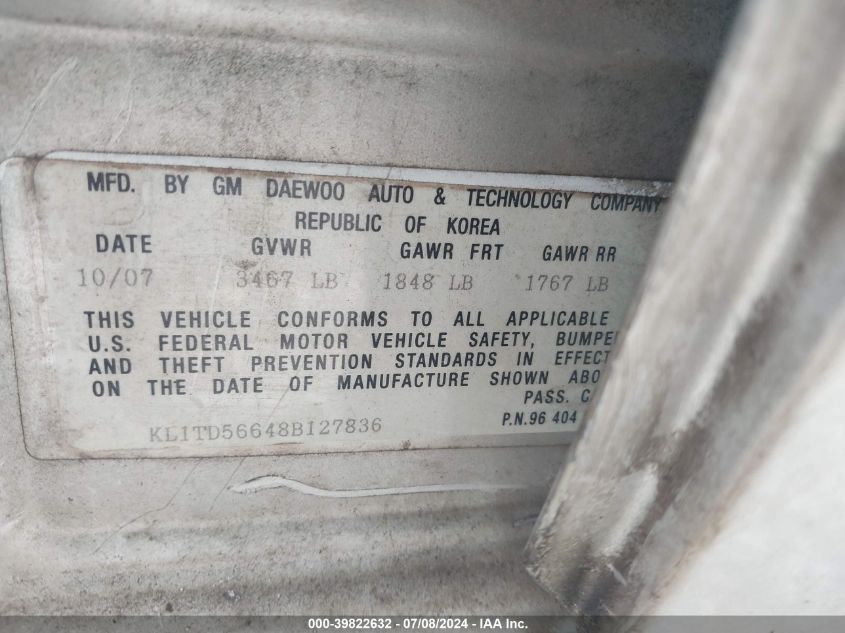 MFD. BY GM DAEWOO AUTO & TECHNOLOGY COMPANY
REPUBLIC OF KOREA
DATE GVWR GAWR FRT GAWR RR
10/07 3467 LB 1848 LB 1767 LB
THIS VEHICLE CONFORMS TO ALL APPLICABLE
U.S. FEDERAL MOTOR VEHICLE SAFETY, BUMPE
AND THEFT PREVENTION STANDARDS IN EFFECT
ON THE DATE OF MANUFACTURE SHOWN ABO
PASS. C
KL1TD56648B127836 P.N.96 404
000-39822632 - 07/08/2024 - IAA Inc.